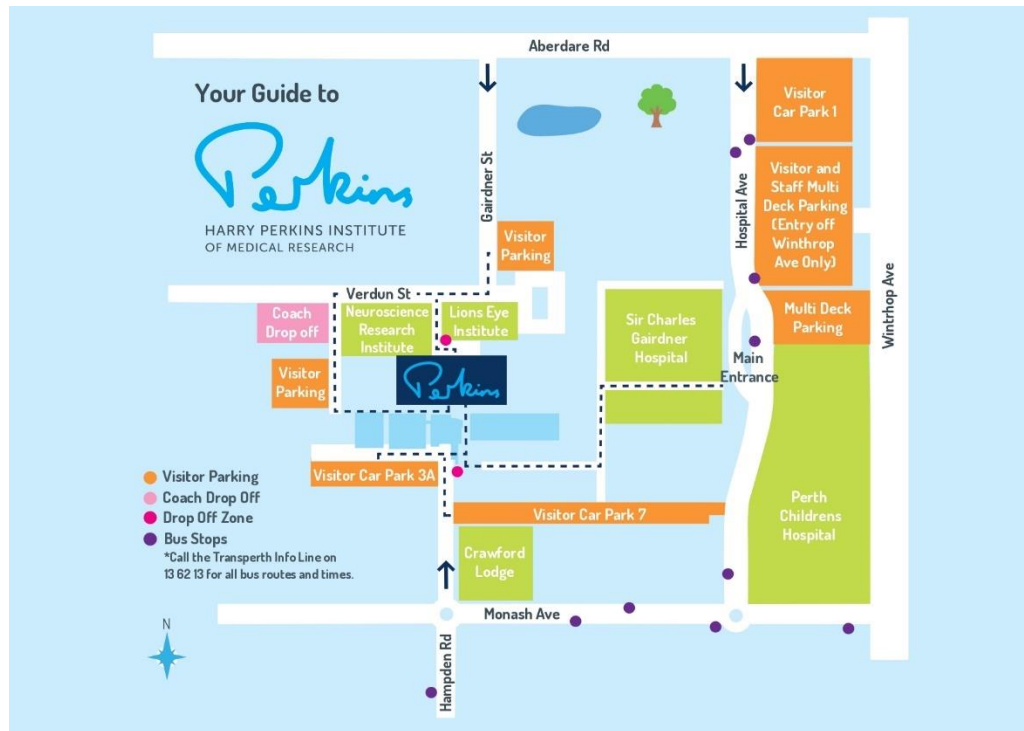 Aberdare Rd
Your Guide to
Perkins
HARRY PERKINS INSTITUTE
OF MEDICAL RESEARCH
Gairdner St
Hospital Ave
Wintrhop Ave
Visitor
Car Park 1
Visitor and
Staff Multi
Deck Parking
(Entry off
Winthrop
Ave Only)
Visitor
Parking
Verdun St
Coach
Drop off
Neuroscience
Research
Institute
Lions Eye
Institute
Sir Charles
Gairdner
Hospital
Multi Deck
Parking
Main
Entrance
Visitor
Parking
Perkins
Visitor Car Park 3A
Visitor Car Park 7
Perth
Childrens
Hospital
Crawford
Lodge
Visitor Parking
Coach Drop Off
Drop Off Zone
Bus Stops
*Call the Transperth Info Line on
13 62 13 for all bus routes and times.
Monash Ave
Hampden Rd
N